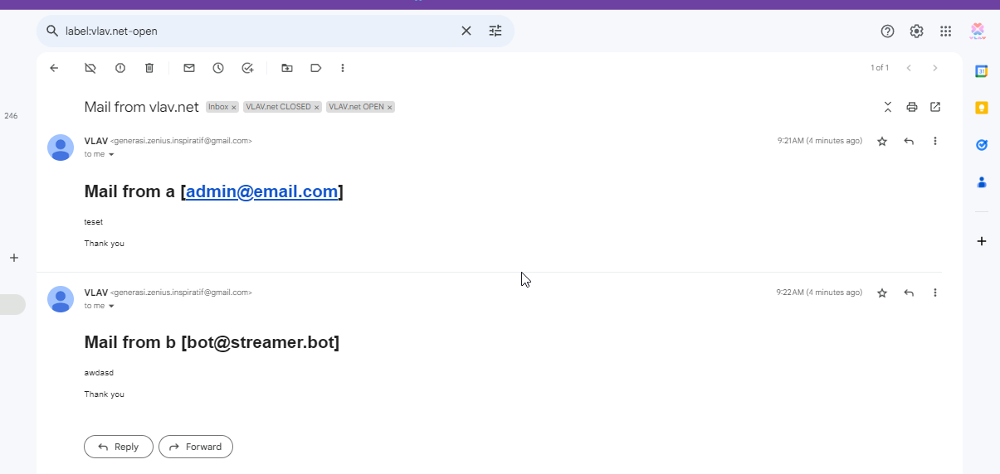 label:vlav.net-open
1 of 1
31
246
Mail from vlav.net Inbox × VLAV.net CLOSED × VLAV.net OPEN ×
VLAV <generasi.zenius.inspiratif@gmail.com> 9:21 AM (4 minutes ago)
to me
Mail from a [admin@email.com]
teset
Thank you
VLAV <generasi.zenius.inspiratif@gmail.com> 9:22 AM (4 minutes ago)
to me
Mail from b [bot@streamer.bot]
awdasd
Thank you
Reply Forward